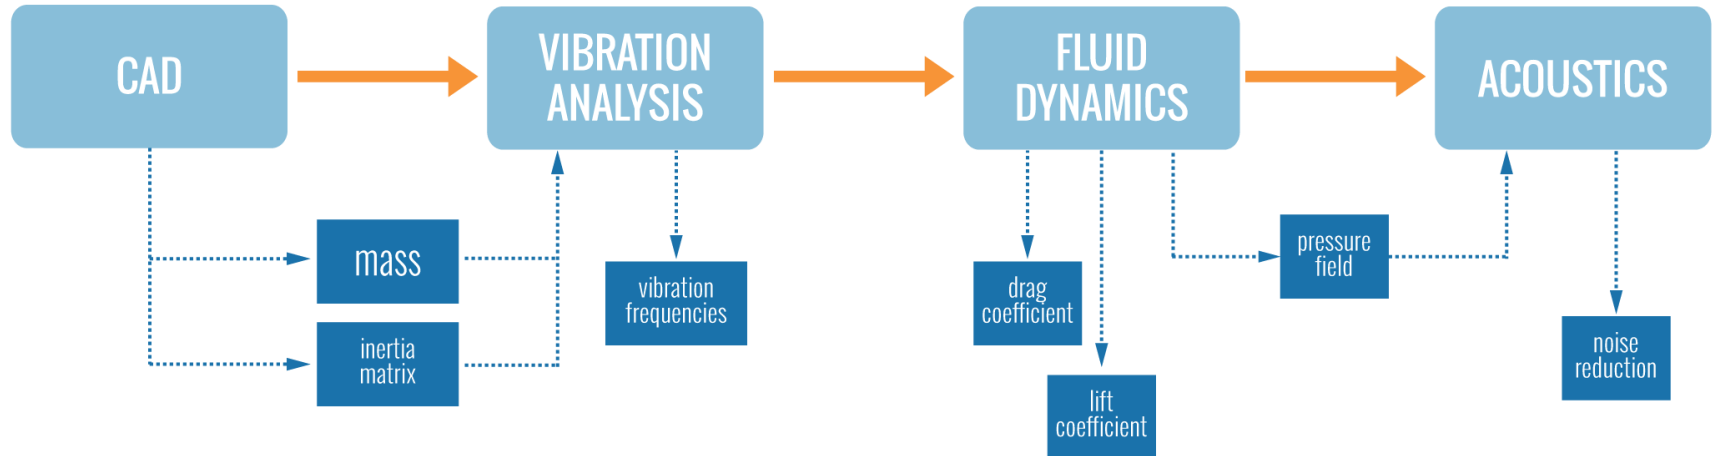 CAD
VIBRATION
ANALYSIS
FLUID
DYNAMICS
ACOUSTICS
mass
inertia
matrix
vibration
frequencies
drag
coefficient
lift
coefficient
pressure
field
noise
reduction